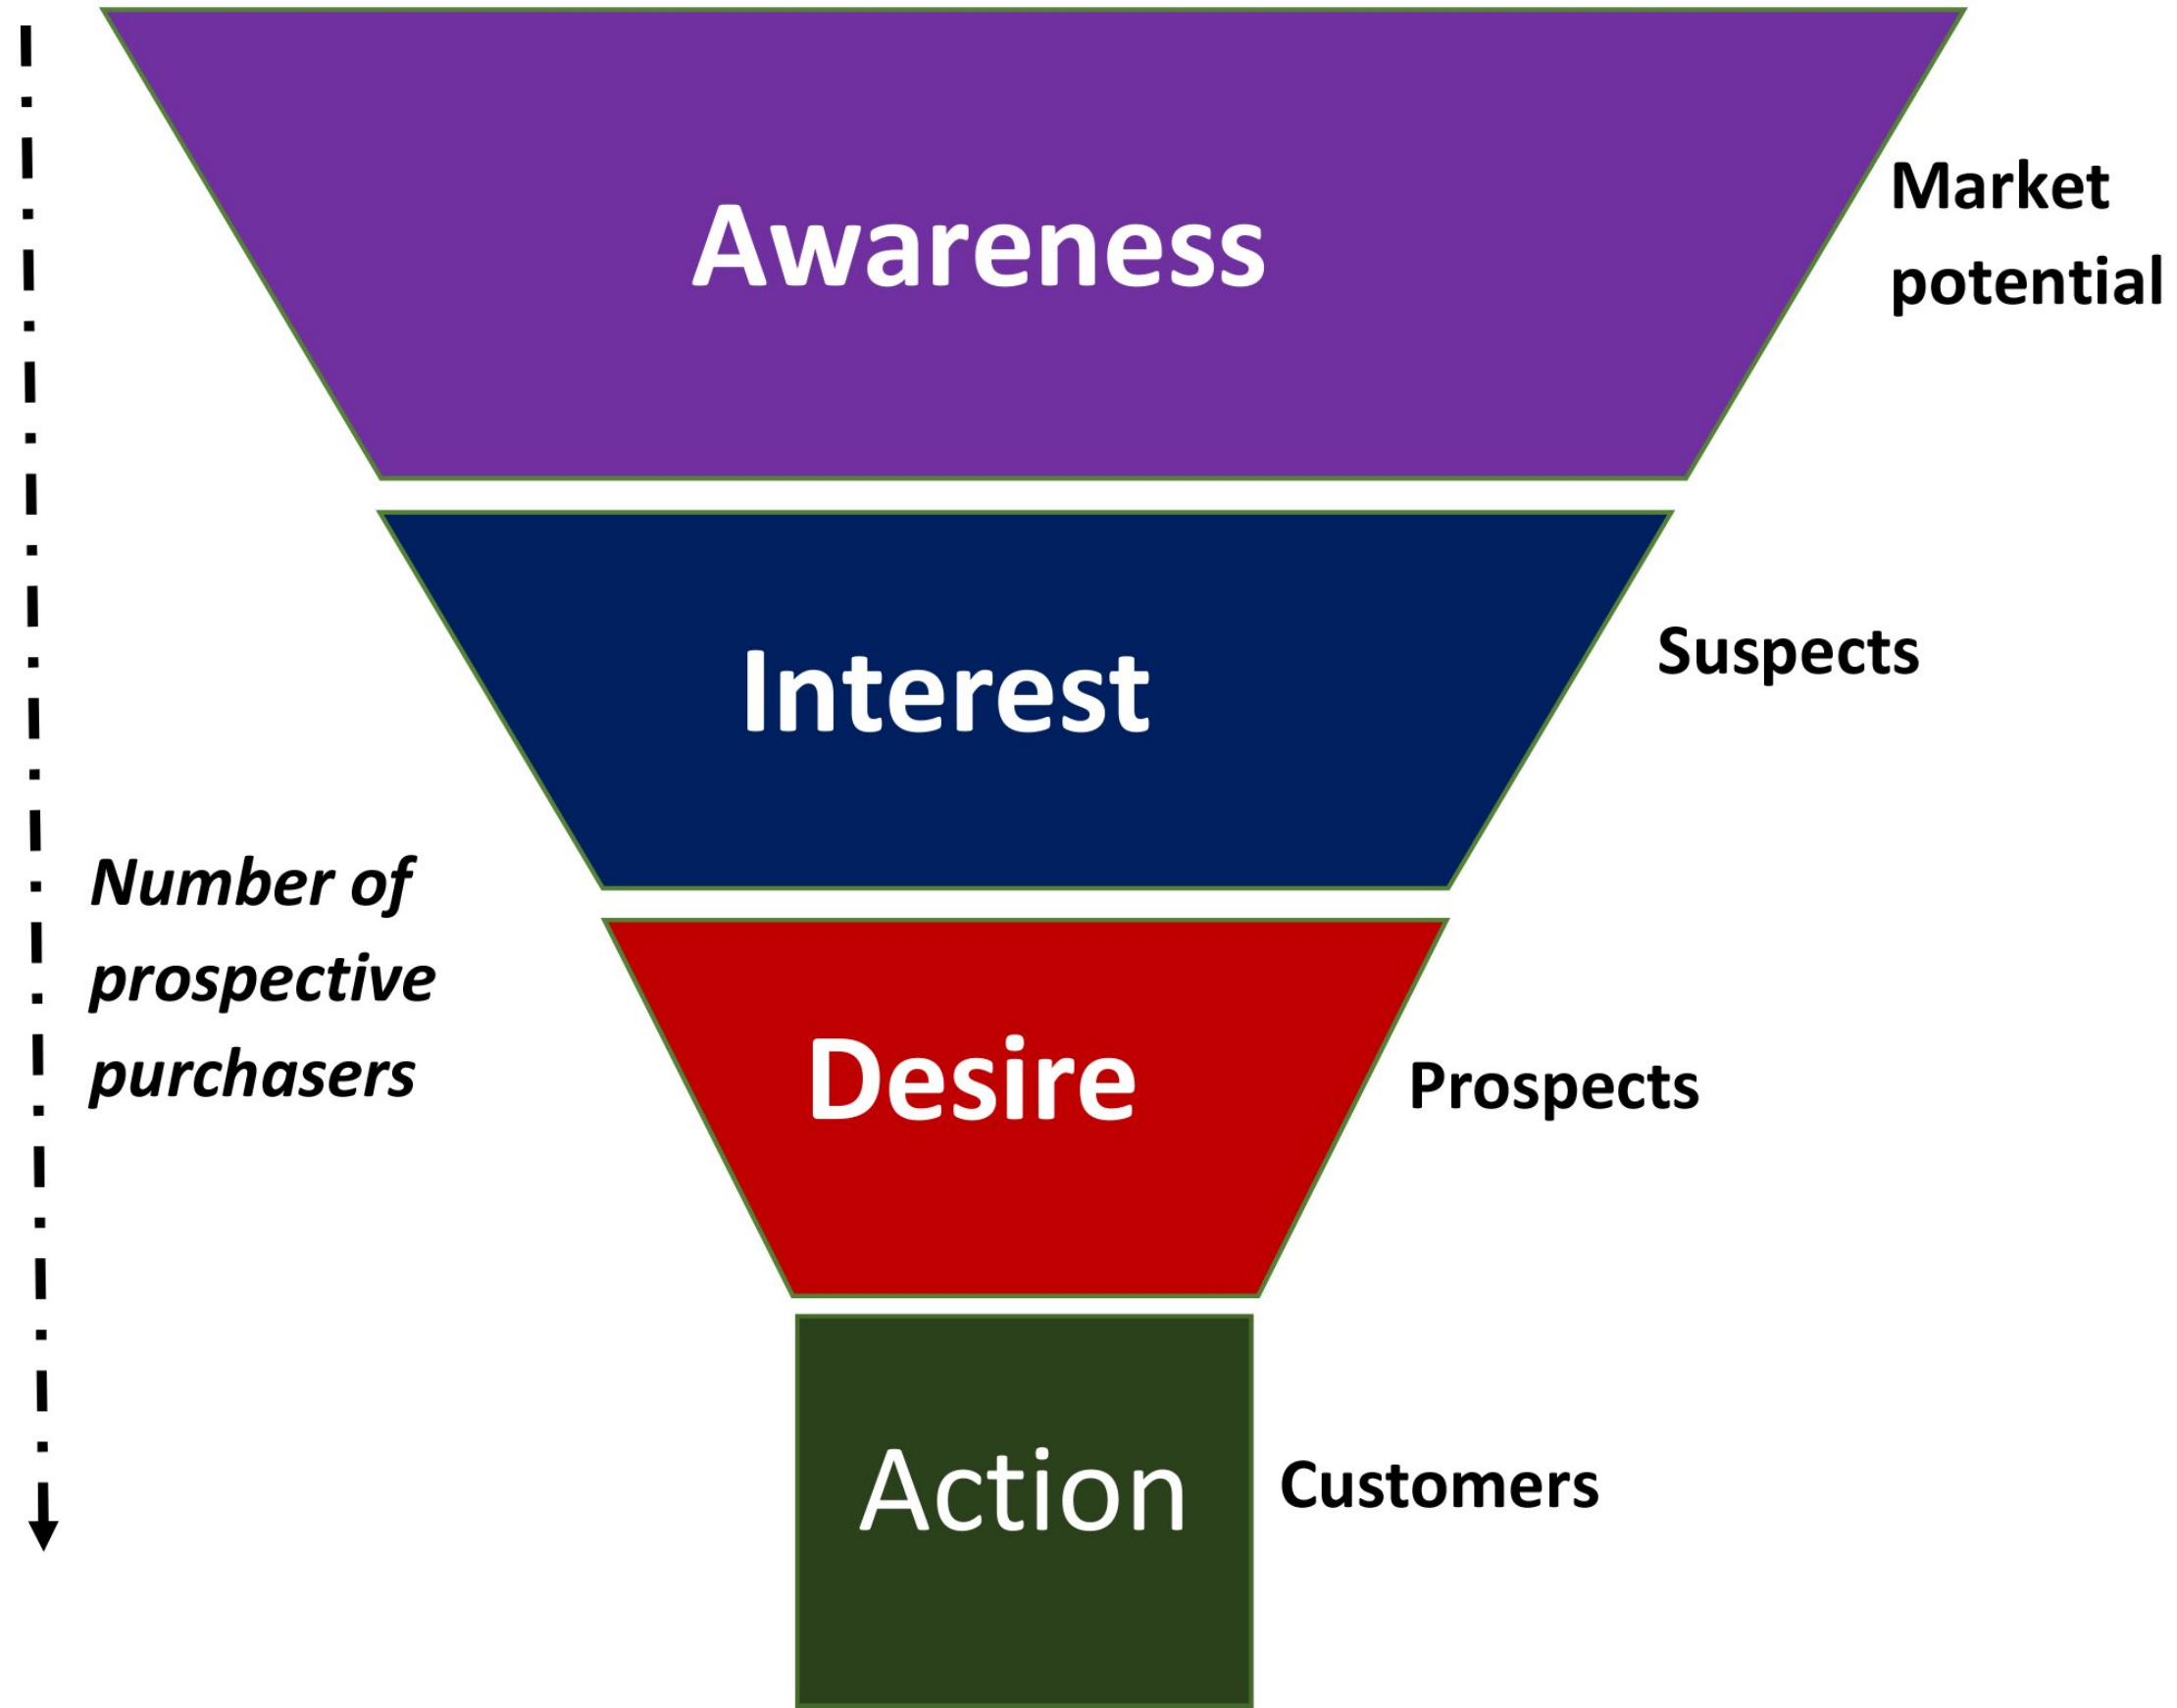 Awareness
Market
potential
Interest
Suspects
Number of
prospective
purchasers
Desire
Prospects
Action
Customers